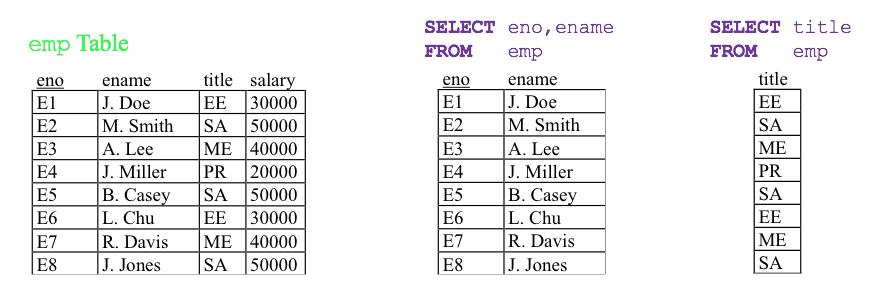 emp Table
eno ename title salary
E1 J. Doe EE 30000
E2 M. Smith SA 50000
E3 A. Lee ME 40000
E4 J. Miller PR 20000
E5 B. Casey SA 50000
E6 L. Chu EE 30000
E7 R. Davis ME 40000
E8 J. Jones SA 50000
SELECT eno,ename
FROM emp
eno ename
E1 J. Doe
E2 M. Smith
E3 A. Lee
E4 J. Miller
E5 B. Casey
E6 L. Chu
E7 R. Davis
E8 J. Jones
SELECT title
FROM emp
title
EE
SA
ME
PR
SA
EE
ME
SA